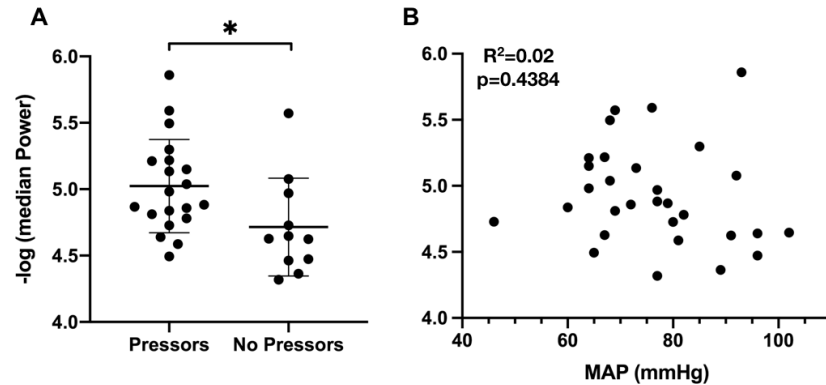 A
*
-log (median Power)
6.0
5.5
5.0
4.5
4.0
Pressors No Pressors
B
R²=0.02
p=0.4384
6.0
5.5
5.0
4.5
4.0
40 60 80 100
MAP (mmHg)